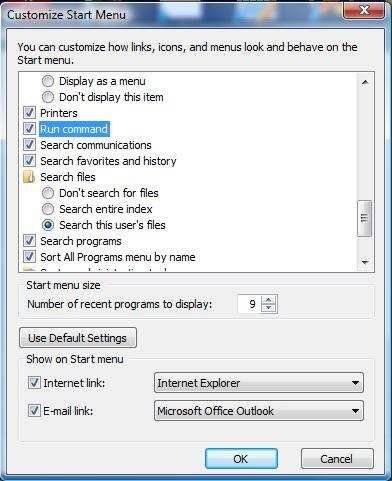 Customize Start Menu
You can customize how links, icons, and menus look and behave on the
Start menu.
Display as a menu
Don't display this item
Printers
Run command
Search communications
Search favorites and history
Search files
Don't search for files
Search entire index
Search this user's files
Search programs
Sort All Programs menu by name
Start menu size
Number of recent programs to display: 9
Use Default Settings
Show on Start menu
Internet link: Internet Explorer
E-mail link: Microsoft Office Outlook
OK Cancel